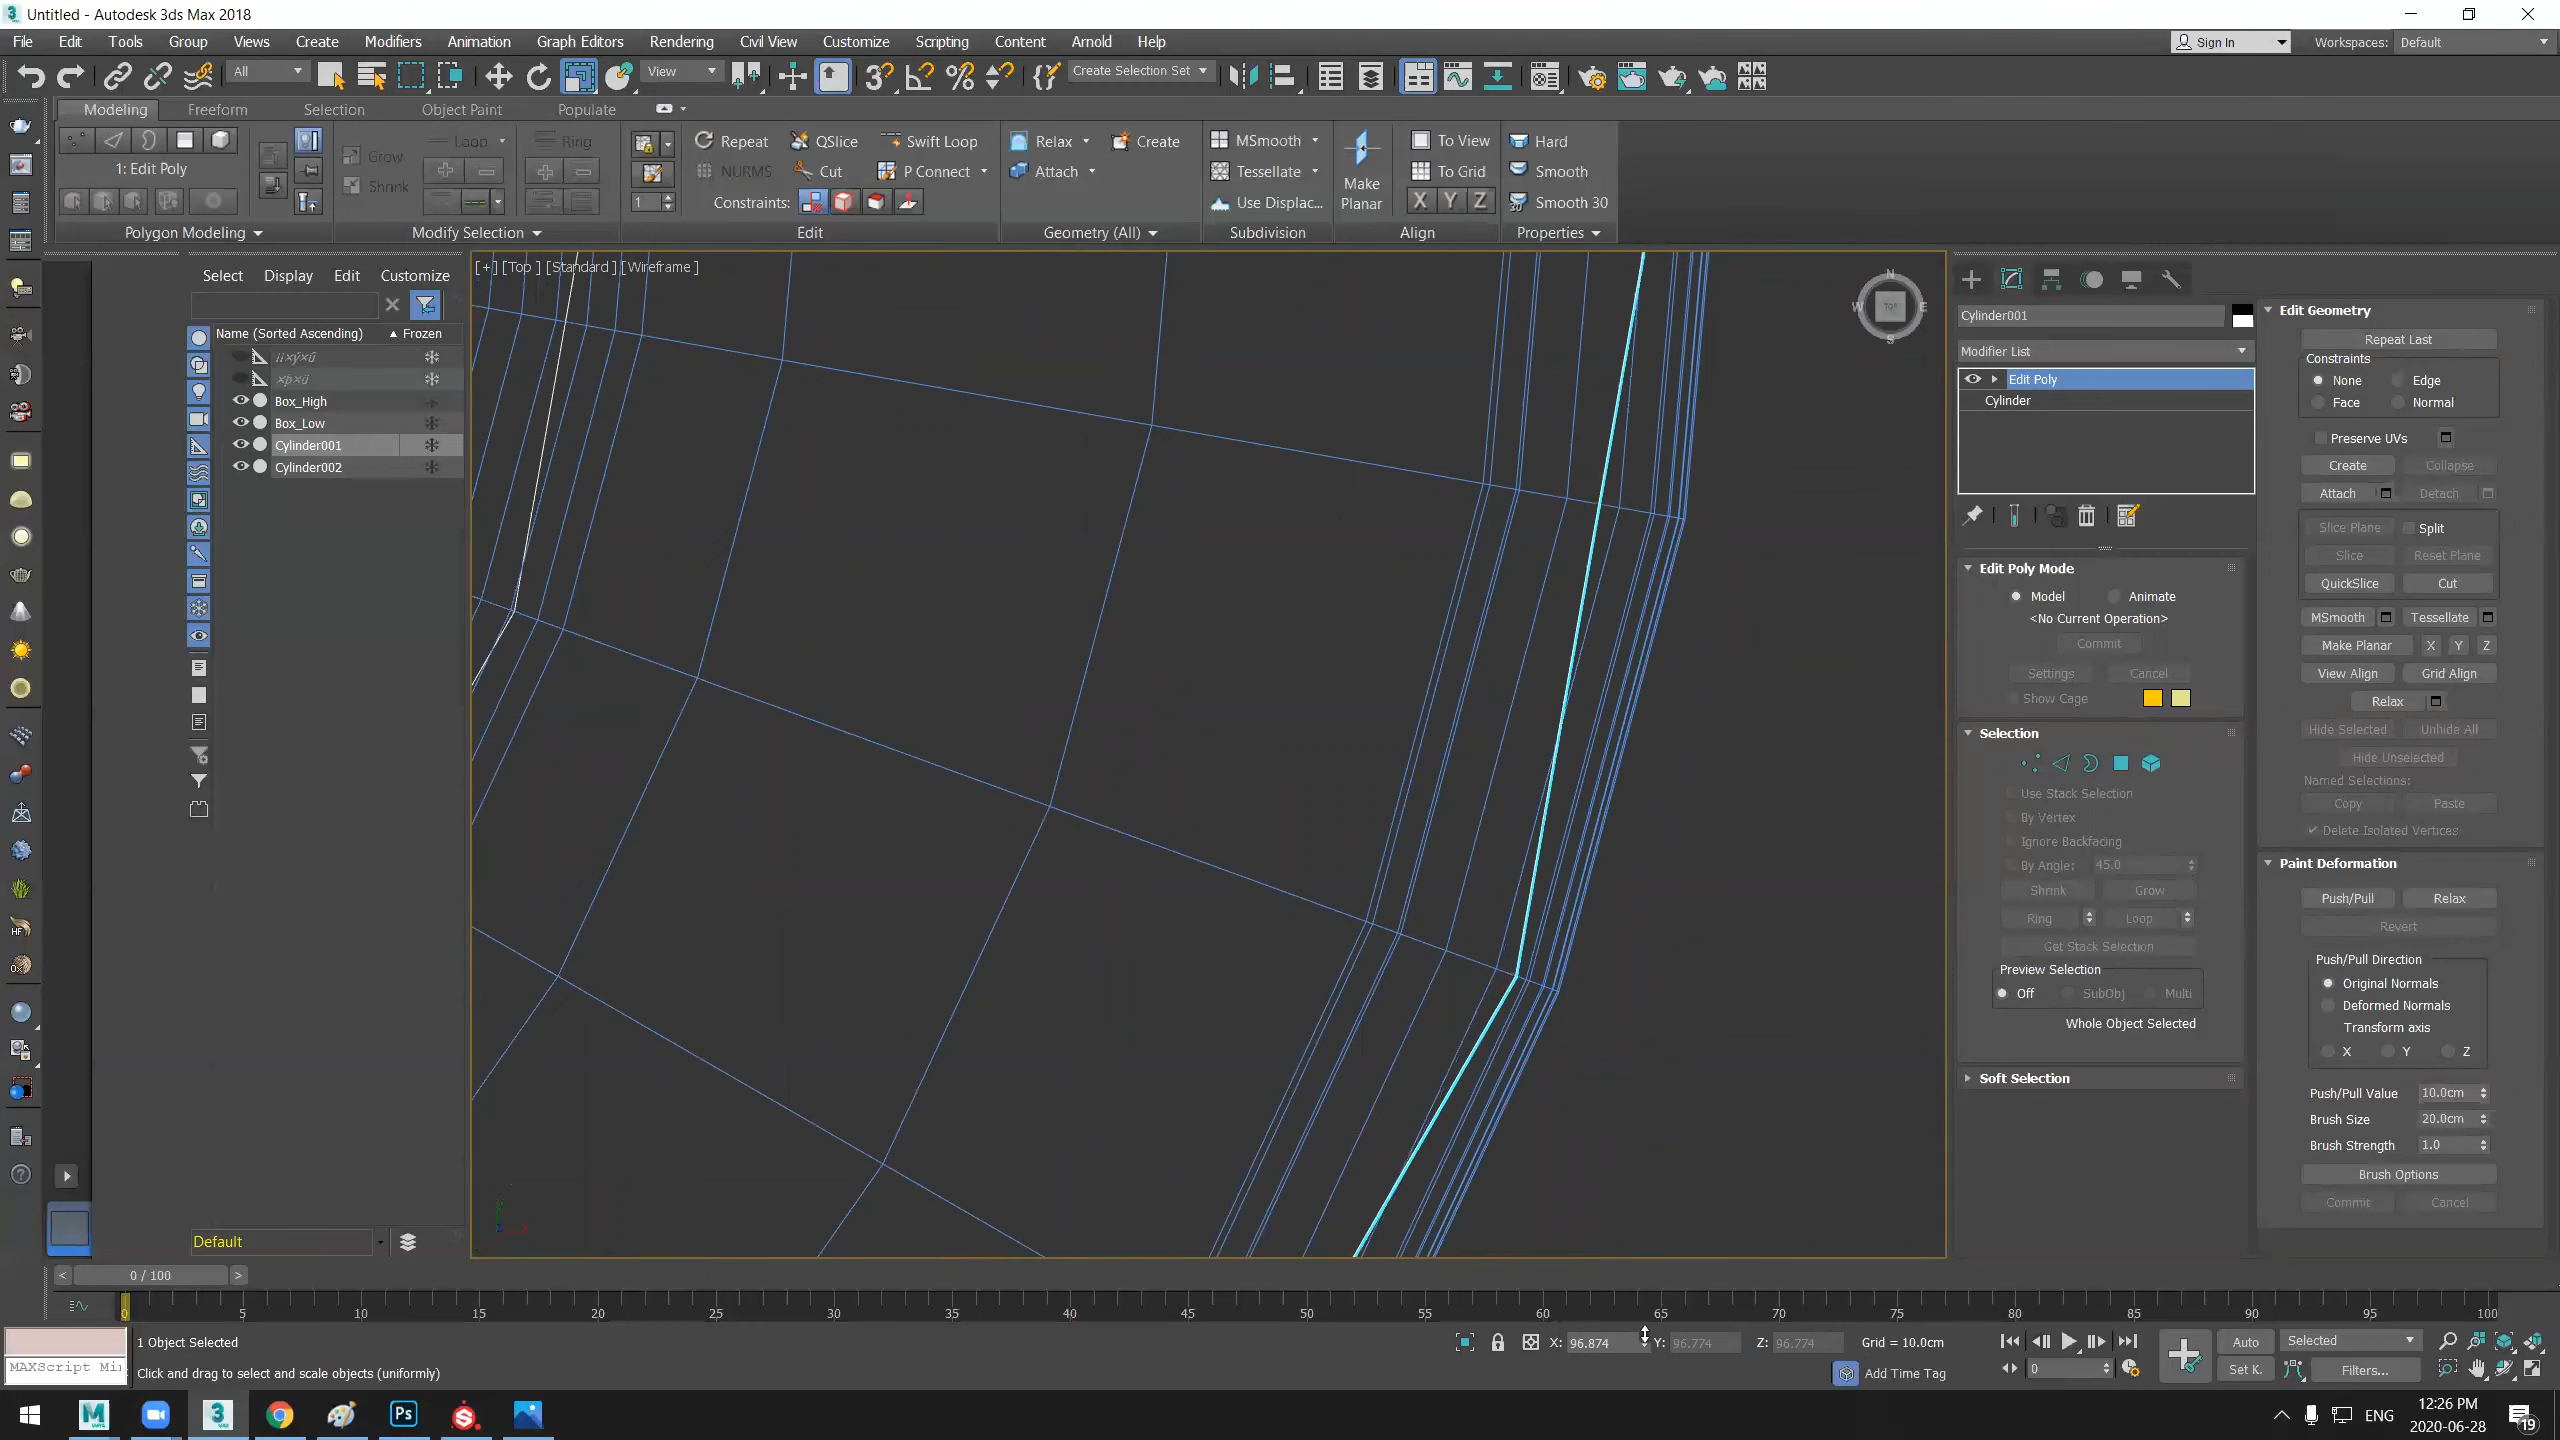 Untitled - Autodesk 3ds Max 2018
File Edit Tools Group Views Create Modifiers Animation Graph Editors Rendering Civil View Customize Scripting Content Arnold Help
Sign In Workspaces: Default
All View Create Selection Set
Modeling Freeform Selection Object Paint Populate
Loop Ring Repeat QSlice Swift Loop Relax Create MSmooth To View Hard
1: Edit Poly Grow NURMS Cut P Connect Attach Tessellate Make Planar To Grid Smooth
Shrink 1 Constraints: Use Displac... X Y Z Smooth 30
Polygon Modeling Modify Selection Edit Geometry (All) Subdivision Align Properties
Select Display Edit Customize
Name (Sorted Ascending) Frozen
Box_High
Box_Low
Cylinder001
Cylinder002
Default
[+] [Top ] [Standard ] [Wireframe ]
N
W TOP E
S
Cylinder001
Modifier List
Edit Poly
Cylinder
Edit Poly Mode
Model Animate
<No Current Operation>
Commit
Settings Cancel
Show Cage
Selection
Use Stack Selection
By Vertex
Ignore Backfacing
By Angle: 45.0
Shrink Grow
Ring Loop
Get Stack Selection
Preview Selection
Off SubObj Multi
Whole Object Selected
Soft Selection
Edit Geometry
Repeat Last
Constraints
None Edge
Face Normal
Preserve UVs
Create Collapse
Attach Detach
Slice Plane Split
Slice Reset Plane
QuickSlice Cut
MSmooth Tessellate
Make Planar X Y Z
View Align Grid Align
Relax
Hide Selected Unhide All
Hide Unselected
Named Selections:
Copy Paste
Delete Isolated Vertices
Paint Deformation
Push/Pull Relax
Revert
Push/Pull Direction
Original Normals
Deformed Normals
Transform axis
X Y Z
Push/Pull Value 10.0cm
Brush Size 20.0cm
Brush Strength 1.0
Brush Options
Commit Cancel
< 0 / 100 >
0 5 10 15 20 25 30 35 40 45 50 55 60 65 70 75 80 85 90 95 100
1 Object Selected X: 96.874 Y: 96.774 Z: 96.774 Grid = 10.0cm Auto Selected
MAXScript Mi Click and drag to select and scale objects (uniformly) Add Time Tag 0 Set K. Filters...
ENG 12:26 PM
2020-06-28 19